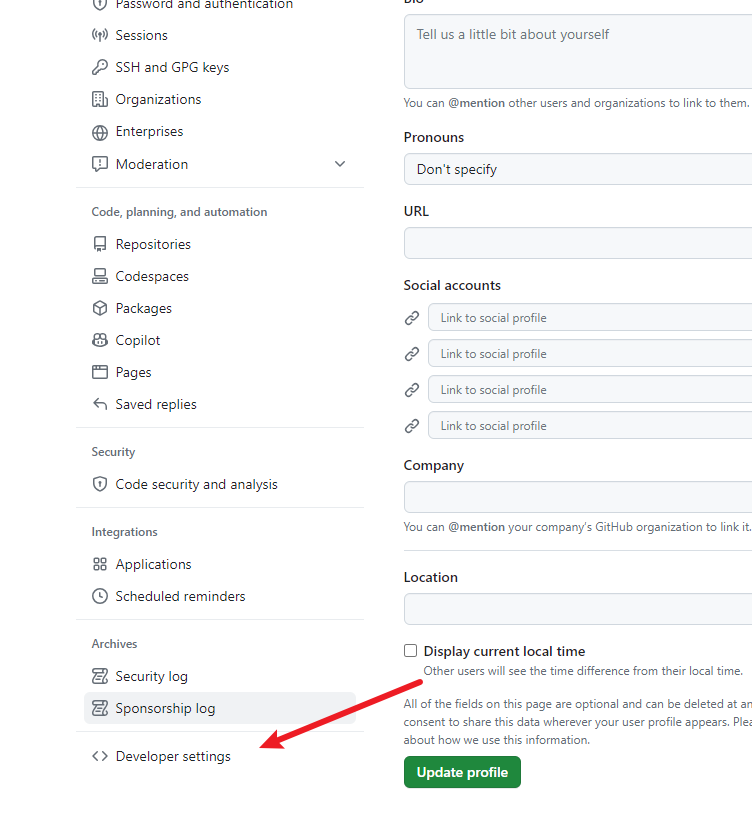 Password and authentication
Sessions
SSH and GPG keys
Organizations
Enterprises
Moderation
Code, planning, and automation
Repositories
Codespaces
Packages
Copilot
Pages
Saved replies
Security
Code security and analysis
Integrations
Applications
Scheduled reminders
Archives
Security log
Sponsorship log
Developer settings
Bio
Tell us a little bit about yourself
You can @mention other users and organizations to link to them.
Pronouns
Don't specify
URL
Social accounts
Link to social profile
Link to social profile
Link to social profile
Link to social profile
Company
You can @mention your company's GitHub organization to link it.
Location
Display current local time
Other users will see the time difference from their local time.
All of the fields on this page are optional and can be deleted at
consent to share this data wherever your user profile appears.
about how we use this information.
Update profile